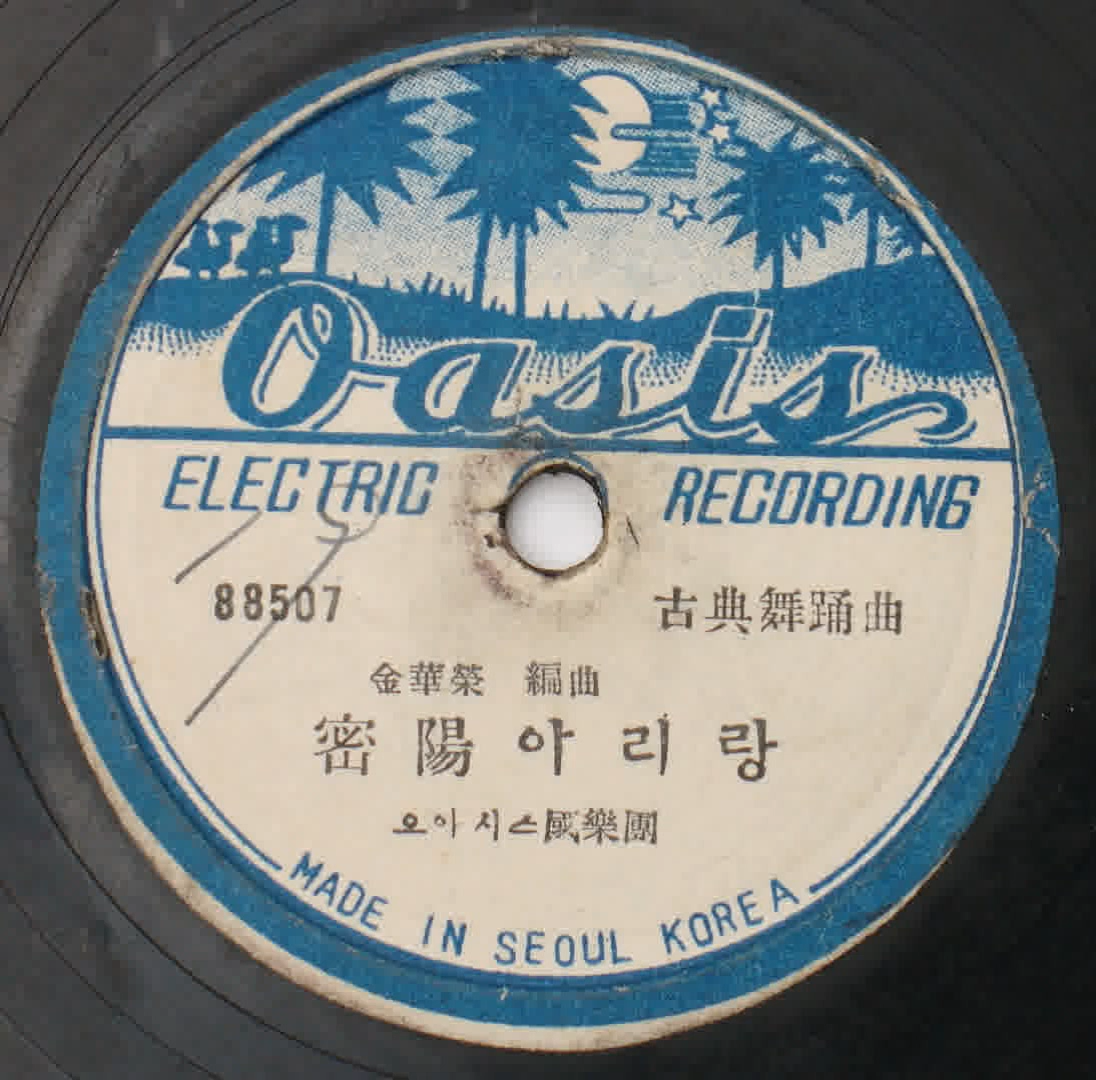 Oasis
ELECTRIC RECORDING
88507 古典舞踊曲
金華榮 編曲
密陽아리랑
오아시스國樂團
MADE IN SEOUL KOREA